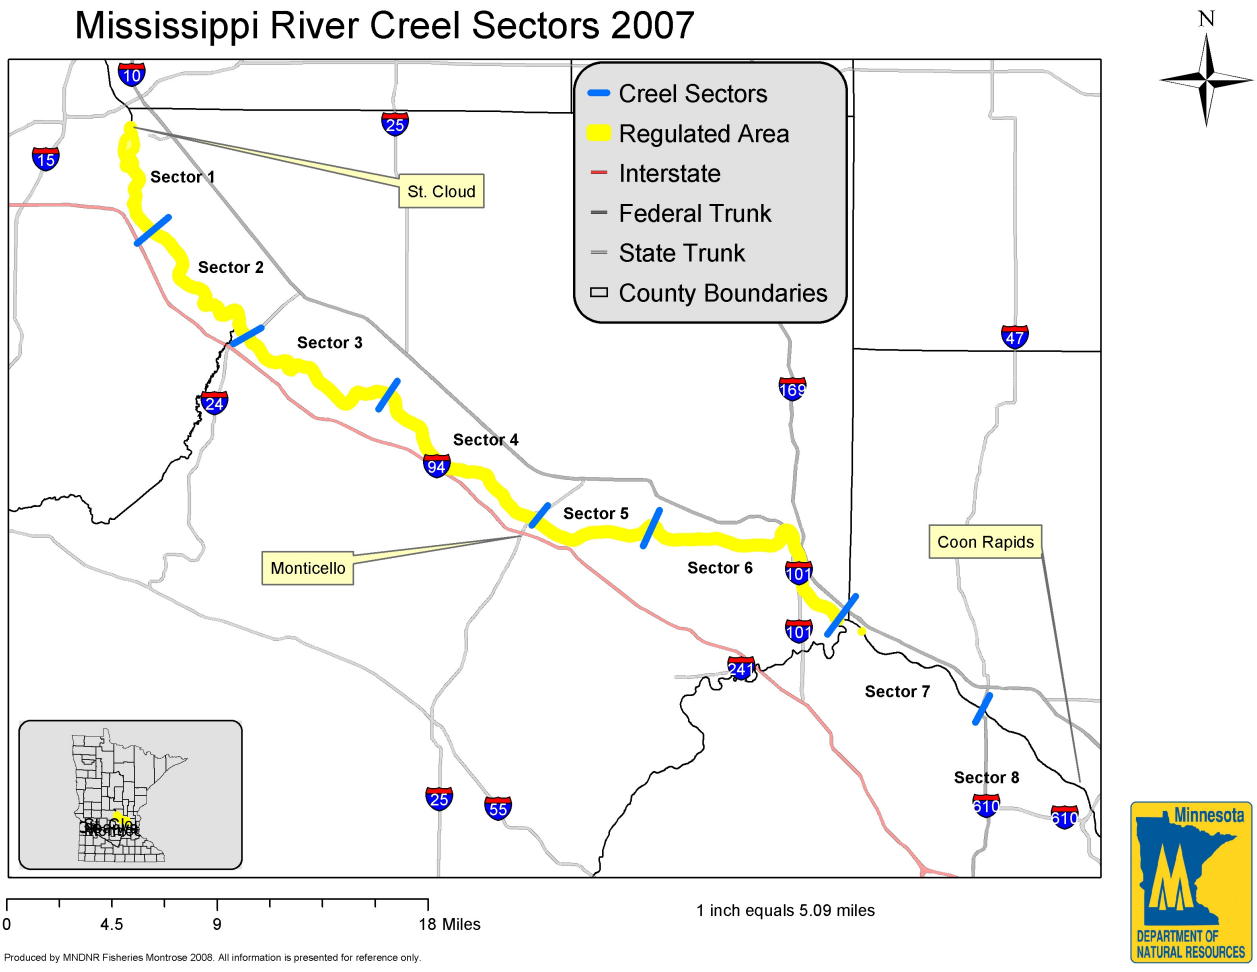 Mississippi River Creel Sectors 2007
N
10
Creel Sectors
Regulated Area
Interstate
Federal Trunk
State Trunk
County Boundaries
25
15
Sector 1
St. Cloud
Sector 2
Sector 3
47
169
24
Sector 4
94
Sector 5
Coon Rapids
Monticello
Sector 6
101
101
241
Sector 7
Sector 8
25
55
610
610
Minnesota
DEPARTMENT OF
NATURAL RESOURCES
0
4.5
9
18 Miles
1 inch equals 5.09 miles
Produced by MNDNR Fisheries Montrose 2008. All information is presented for reference only.